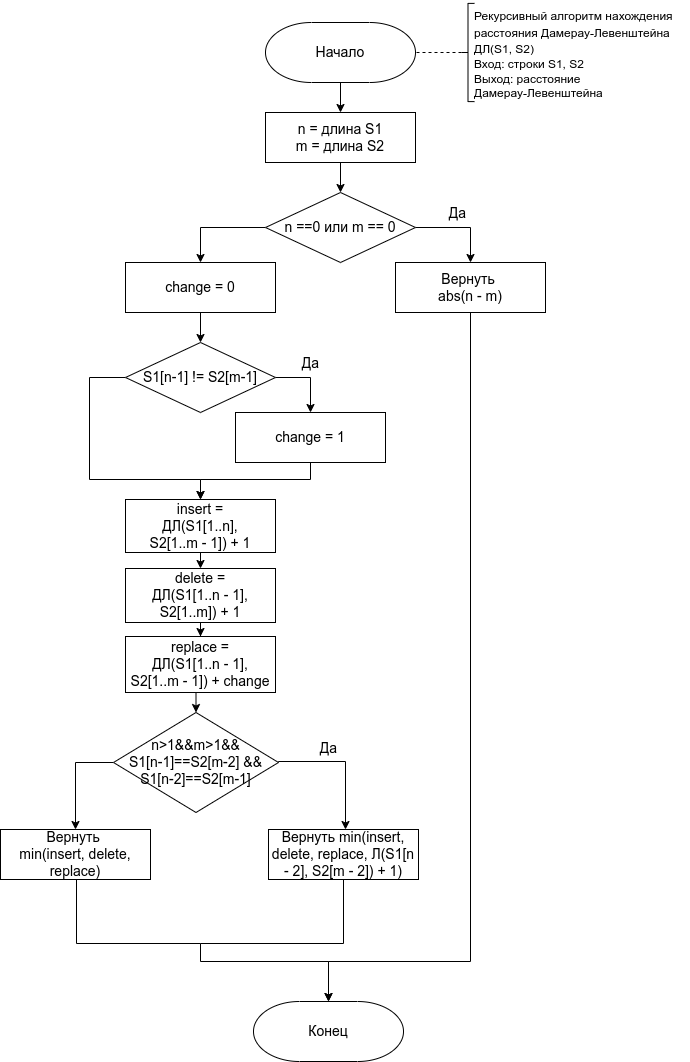 Начало
Рекурсивный алгоритм нахождения
расстояния Дамерау-Левенштейна
ДЛ(S1, S2)
Вход: строки S1, S2
Выход: расстояние
Дамерау-Левенштейна
n = длина S1
m = длина S2
n ==0 или m == 0
Да
change = 0
Вернуть
abs(n - m)
S1[n-1] != S2[m-1]
Да
change = 1
insert =
ДЛ(S1[1..n],
S2[1..m - 1]) + 1
delete =
ДЛ(S1[1..n - 1],
S2[1..m]) + 1
replace =
ДЛ(S1[1..n - 1],
S2[1..m - 1]) + change
n>1&&m>1&&
S1[n-1]==S2[m-2] &&
S1[n-2]==S2[m-1]
Да
Вернуть
min(insert, delete,
replace)
Вернуть min(insert,
delete, replace, Л(S1[n
- 2], S2[m - 2]) + 1)
Конец